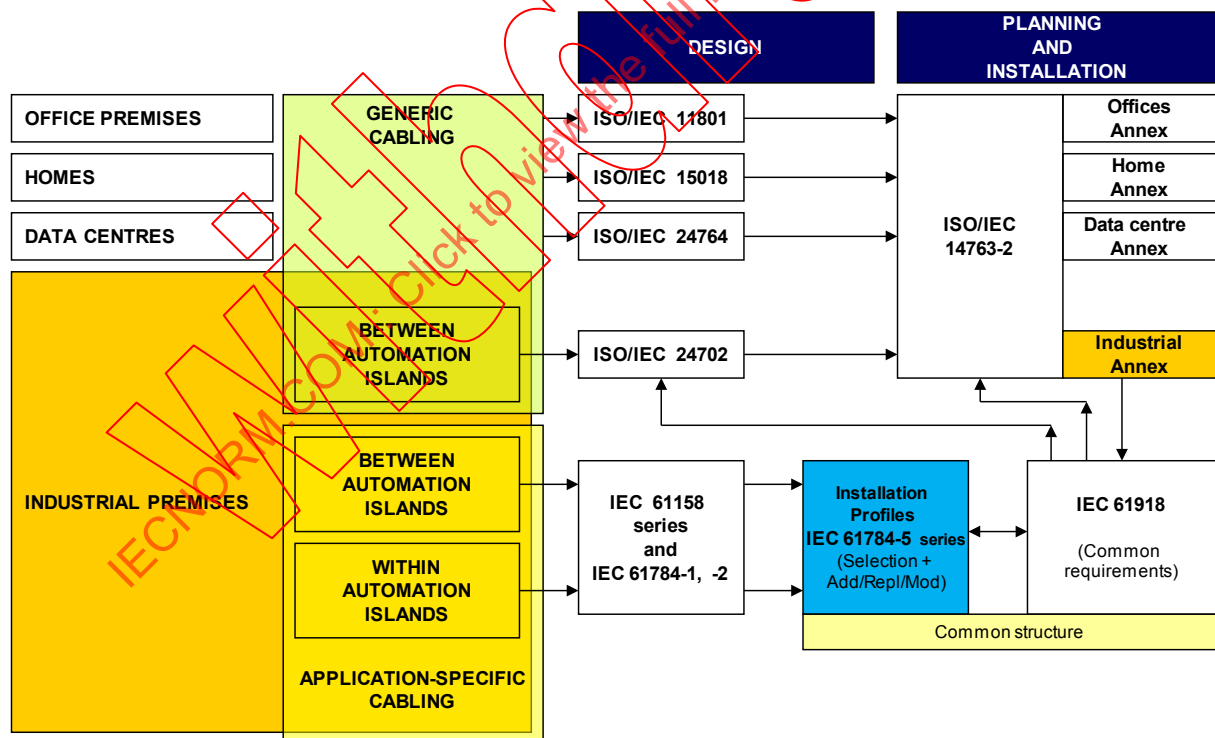 DESIGN
PLANNING
AND
INSTALLATION
OFFICE PREMISES
GENERIC
CABLING
ISO/IEC 11801
Offices
Annex
HOMES
ISO/IEC 15018
Home
Annex
DATA CENTRES
ISO/IEC 24764
ISO/IEC
14763-2
Data centre
Annex
BETWEEN
AUTOMATION
ISLANDS
ISO/IEC 24702
Industrial
Annex
INDUSTRIAL PREMISES
BETWEEN
AUTOMATION
ISLANDS
WITHIN
AUTOMATION
ISLANDS
APPLICATION-SPECIFIC
CABLING
IEC 61158
series
and
IEC 61784-1, -2
Installation
Profiles
IEC 61784-5 series
(Selection +
Add/Repl/Mod)
IEC 61918
(Common
requirements)
Common structure
IECNORM.COM : Click to view the full